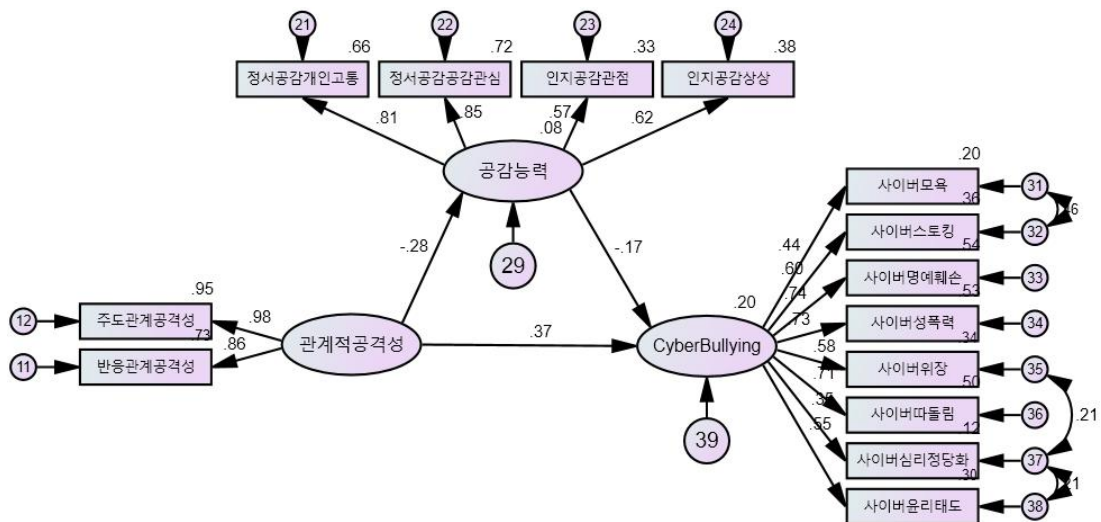 21 22 23 24
.66 .72 .33 .38
정서공감개인고통 정서공감공감관심 인지공감관점 인지공감상상
.81 .85 .57 .62
.08
공감능력
.20
사이버모욕 31
.36
-.28 29 -.17 .44 사이버스토킹 32
.60 .54
.95 .74 사이버명예훼손 33
.20 .53
12 주도관계공격성 .98 .73 사이버성폭력 34
.73 .86 관계적공격성 .37 CyberBullying .34
11 반응관계공격성 .58 사이버위장 35
.71 .50
.35 사이버따돌림 36 .21
39 .55 .12
사이버심리정당화 37
.30
사이버윤리태도 38